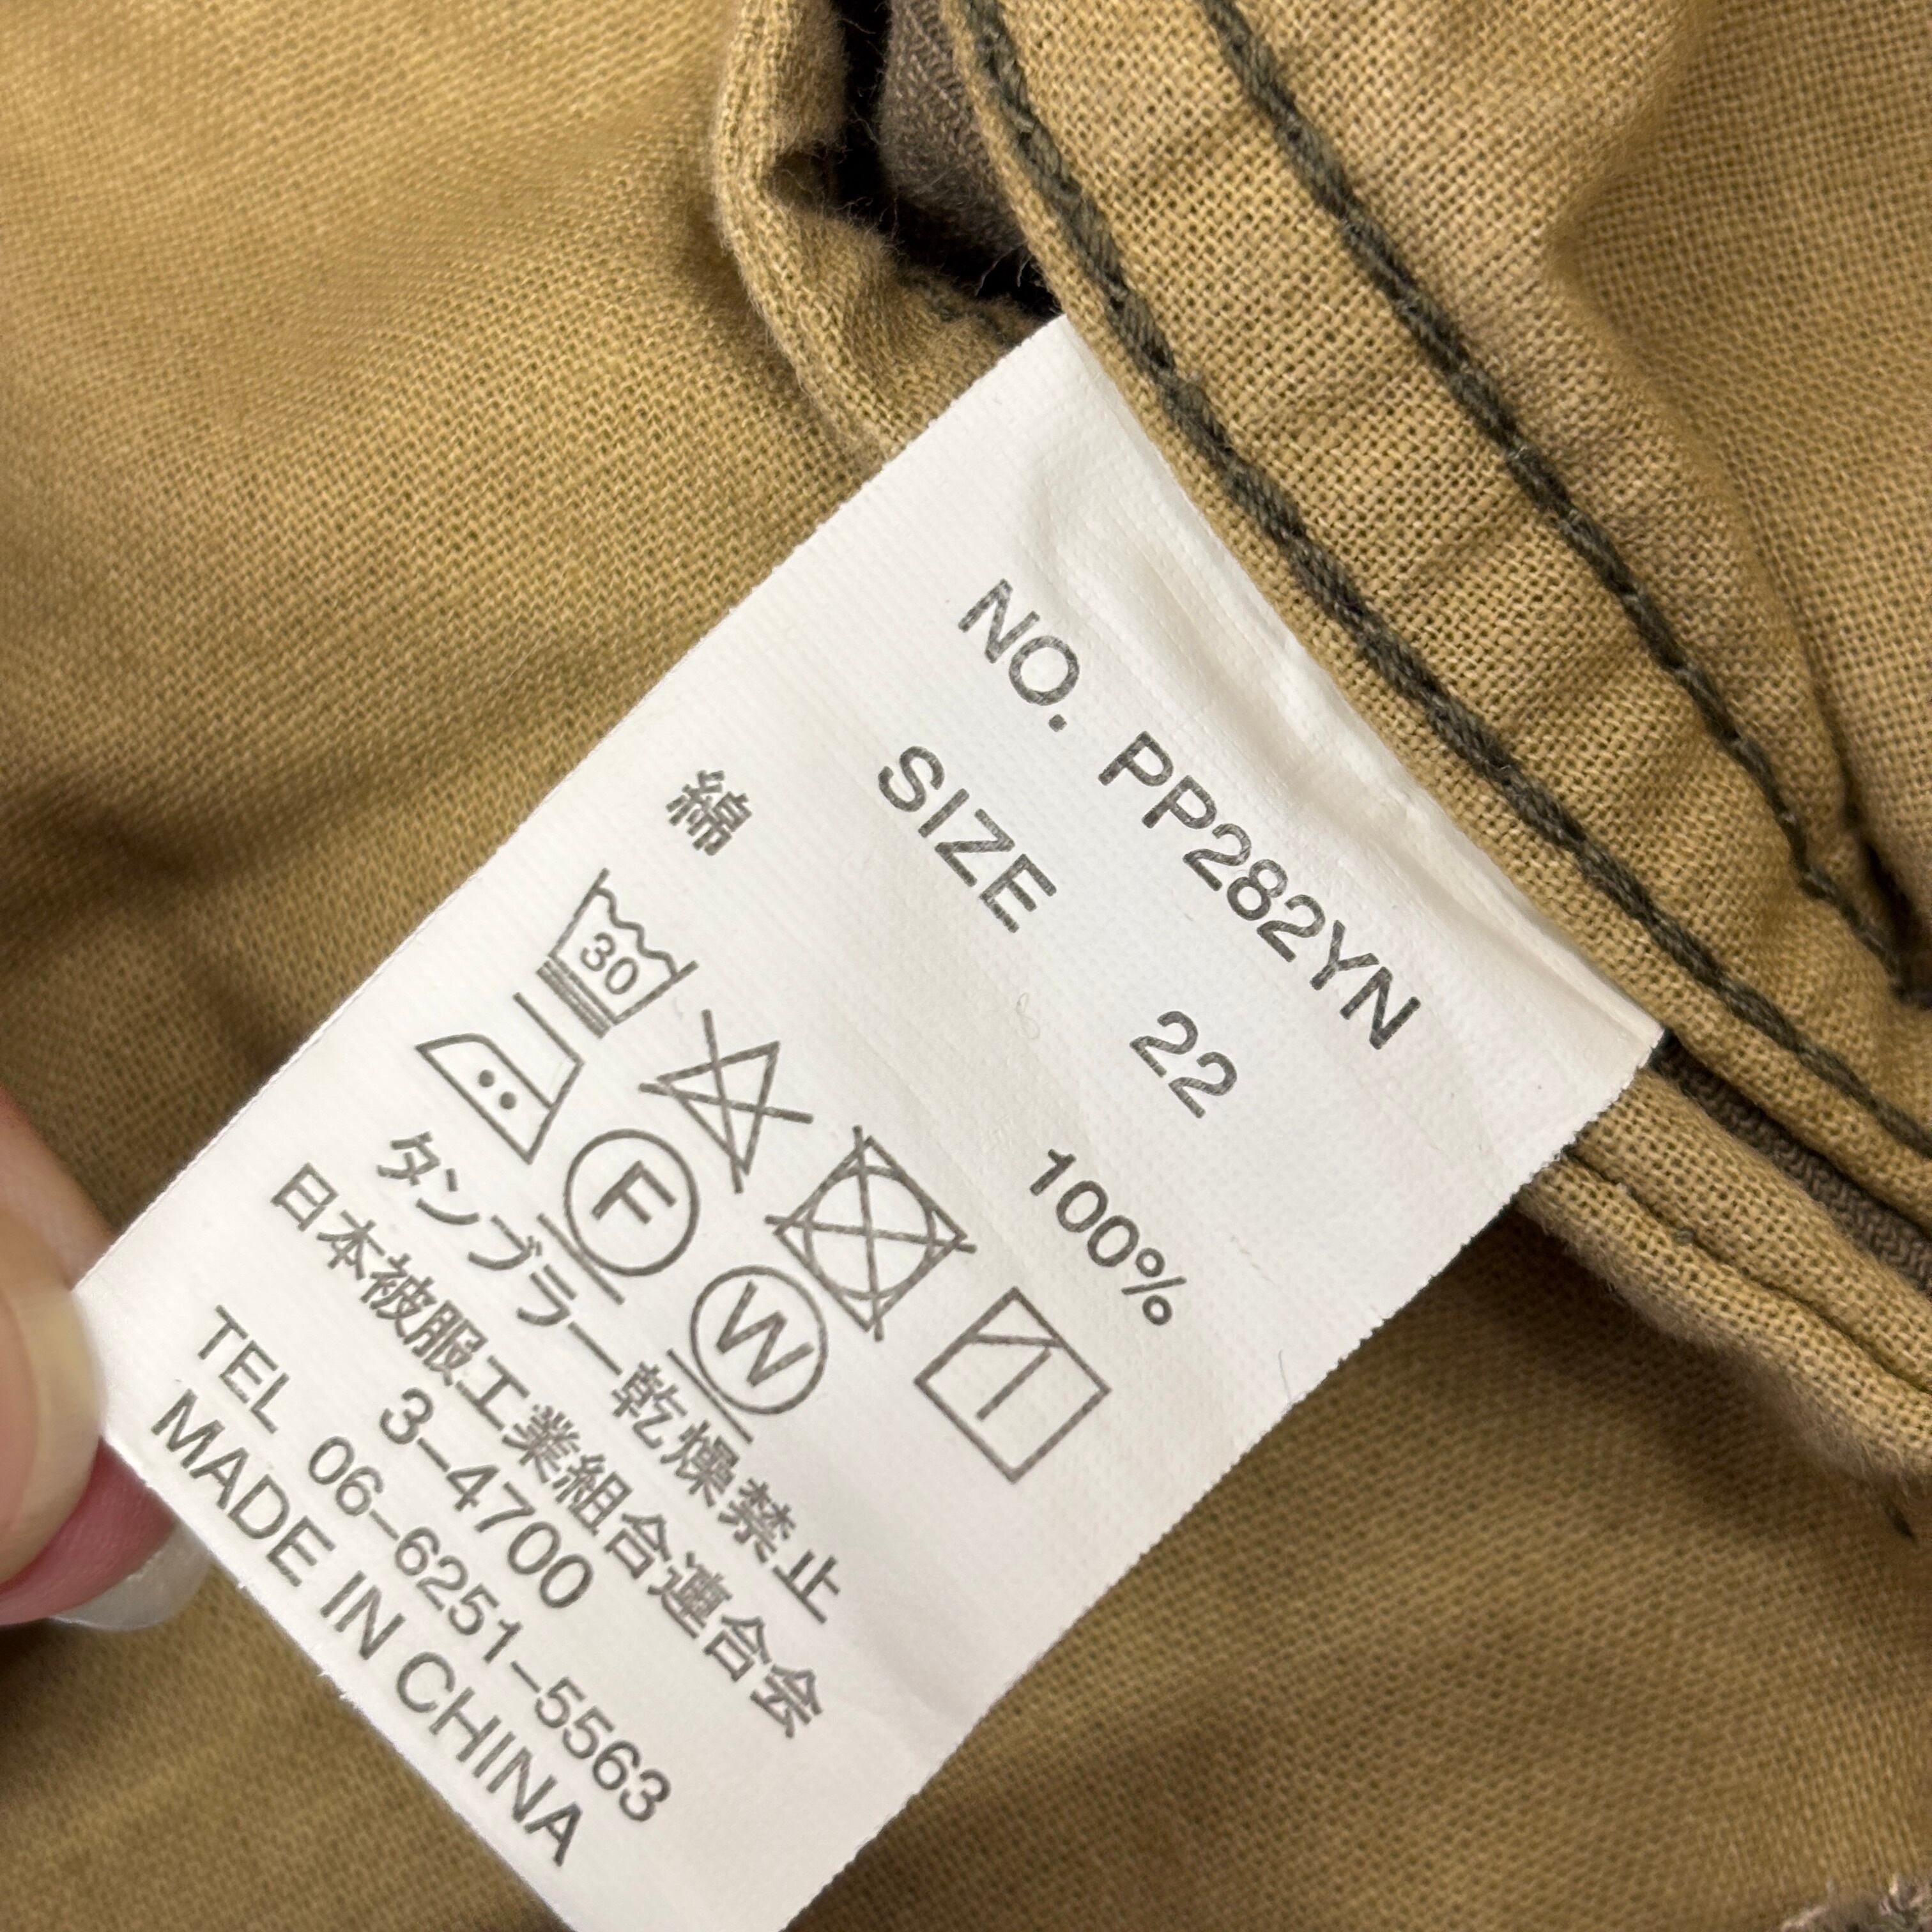 NO. PP282YN
SIZE 22
綿 100%
30
F W
タンブラー乾燥禁止
日本被服工業組合連合会
3-4700
TEL 06-6251-5563
MADE IN CHINA